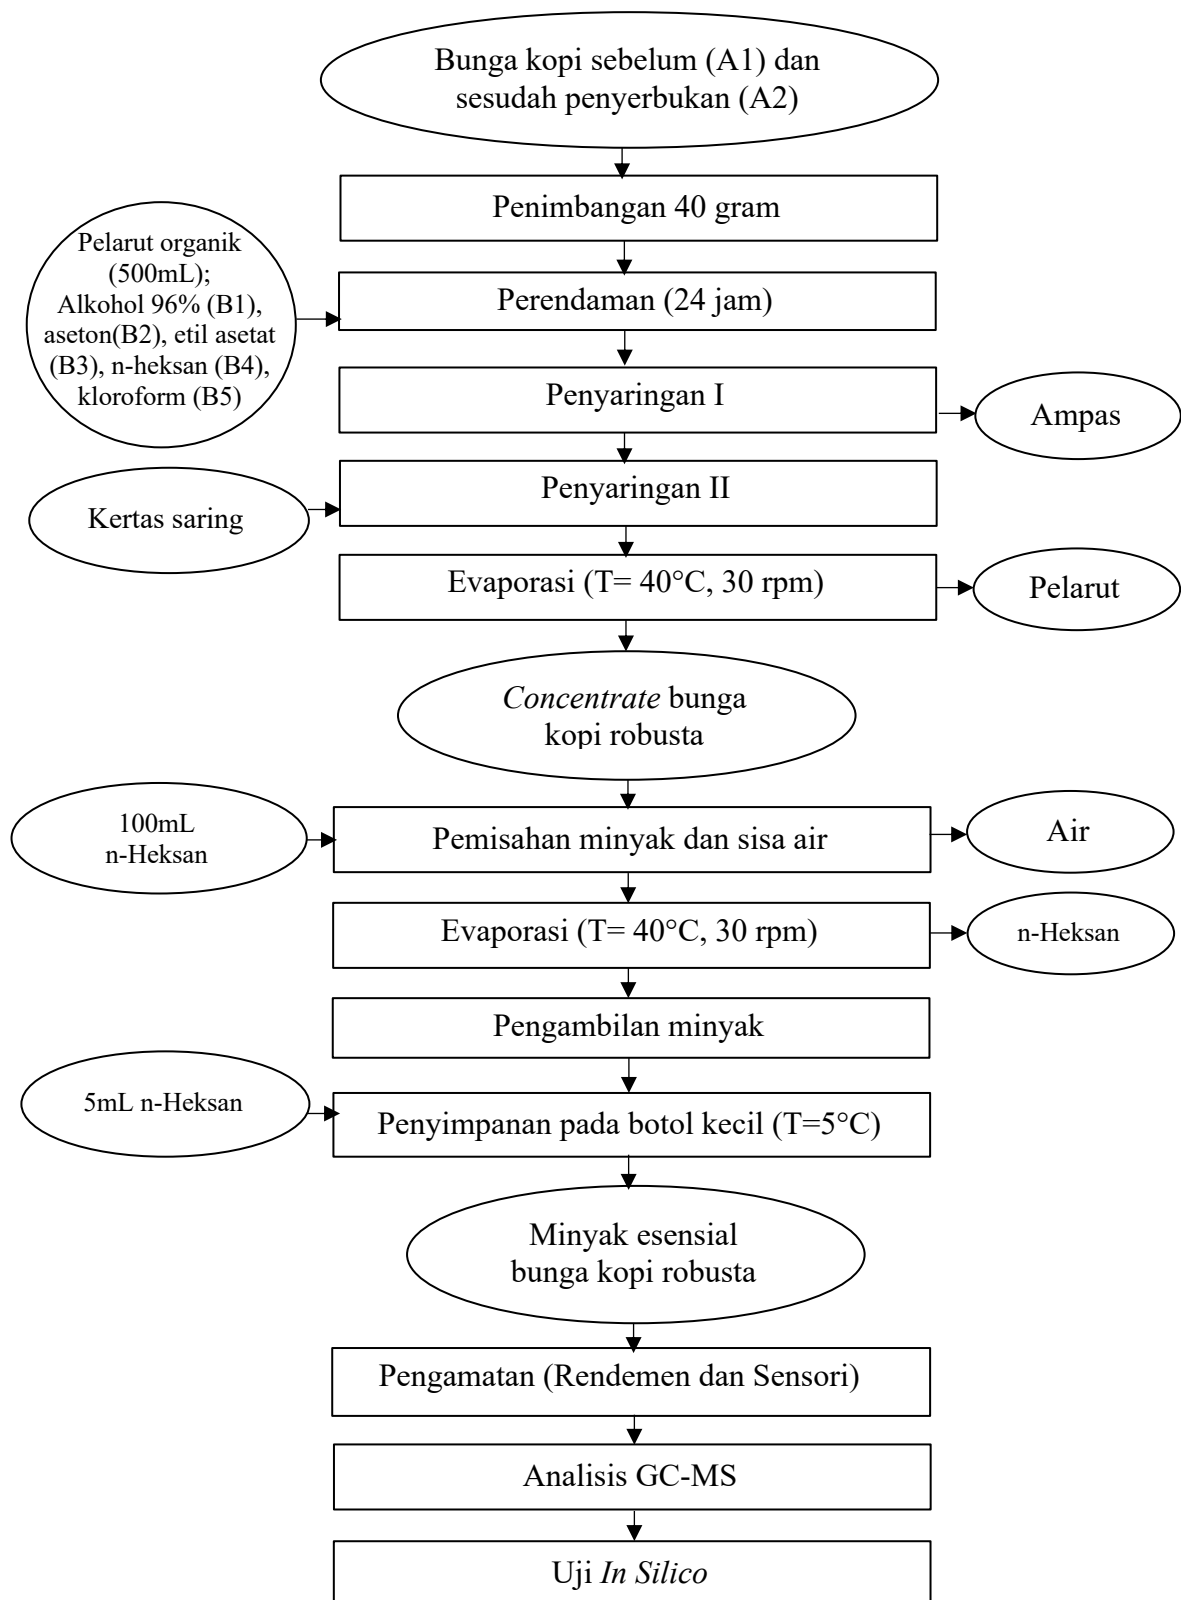 Bunga kopi sebelum (A1) dan
sesudah penyerbukan (A2)
Penimbangan 40 gram
Pelarut organik
(500mL);
Alkohol 96% (B1),
aseton(B2), etil asetat
(B3), n-heksan (B4),
kloroform (B5)
Perendaman (24 jam)
Penyaringan I
Ampas
Kertas saring
Penyaringan II
Evaporasi (T= 40°C, 30 rpm)
Pelarut
Concentrate bunga
kopi robusta
100mL
n-Heksan
Pemisahan minyak dan sisa air
Air
Evaporasi (T= 40°C, 30 rpm)
n-Heksan
Pengambilan minyak
5mL n-Heksan
Penyimpanan pada botol kecil (T=5°C)
Minyak esensial
bunga kopi robusta
Pengamatan (Rendemen dan Sensori)
Analisis GC-MS
Uji In Silico